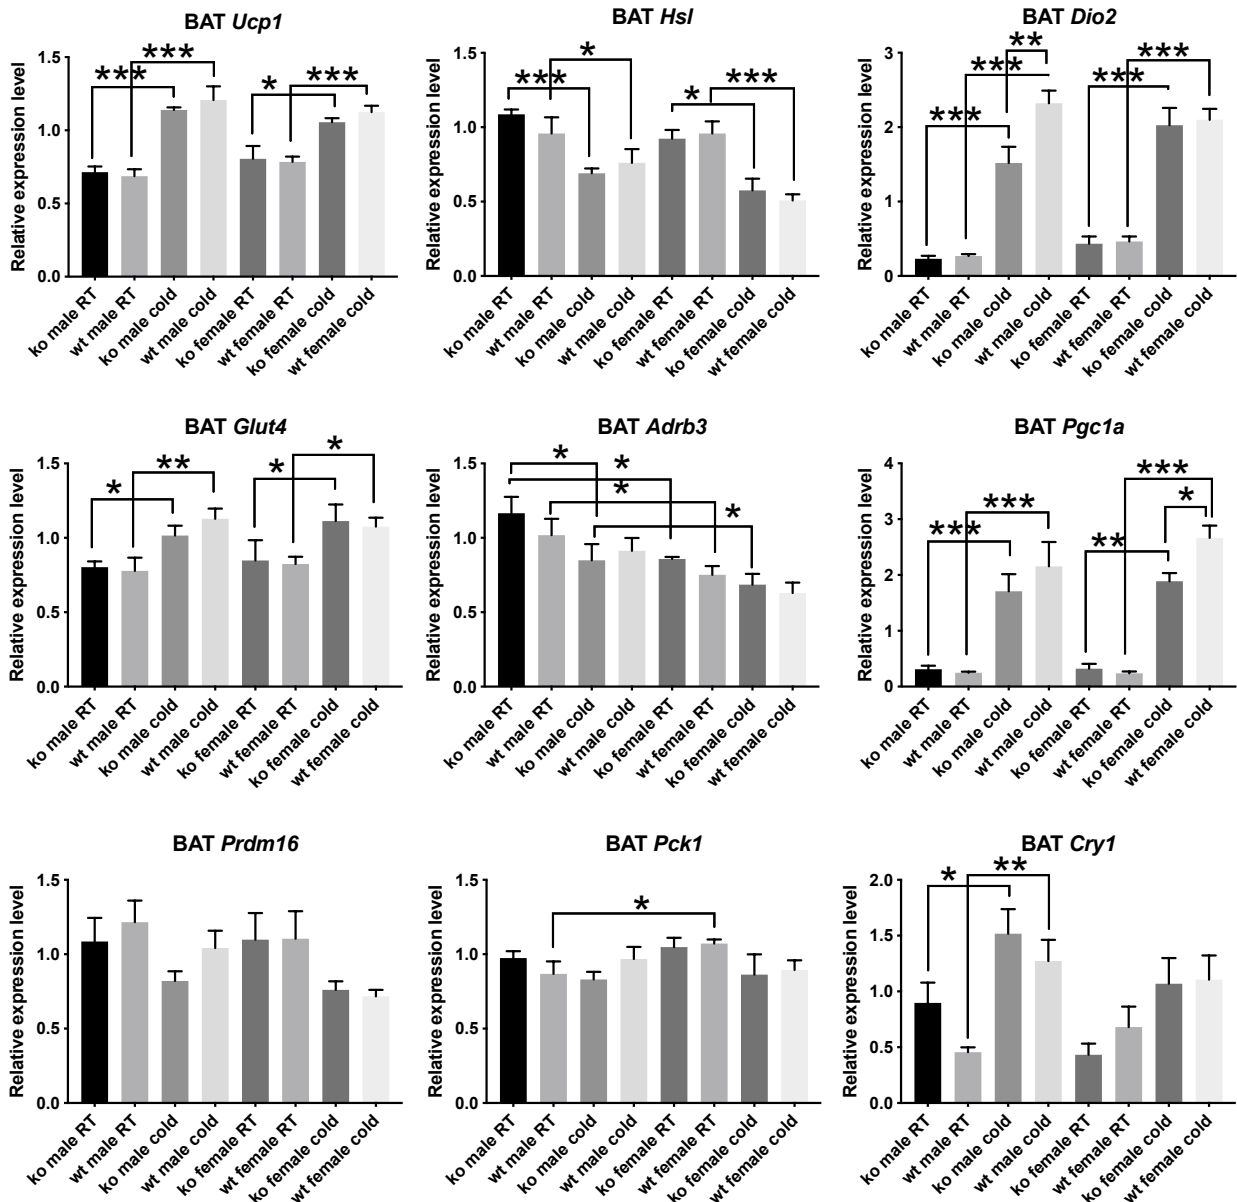 BAT Ucp1
Relative expression level
1.5
1.0
0.5
0.0
***
***
*
***
ko male RT
wt male RT
ko male cold
wt male cold
ko female RT
wt female RT
ko female cold
wt female cold
BAT Hsl
Relative expression level
1.5
1.0
0.5
0.0
***
*
*
***
ko male RT
wt male RT
ko male cold
wt male cold
ko female RT
wt female RT
ko female cold
wt female cold
BAT Dio2
Relative expression level
3
2
1
0
***
***
**
***
***
ko male RT
wt male RT
ko male cold
wt male cold
ko female RT
wt female RT
ko female cold
wt female cold
BAT Glut4
Relative expression level
1.5
1.0
0.5
0.0
*
**
*
*
ko male RT
wt male RT
ko male cold
wt male cold
ko female RT
wt female RT
ko female cold
wt female cold
BAT Adrb3
Relative expression level
1.5
1.0
0.5
0.0
*
*
*
*
ko male RT
wt male RT
ko male cold
wt male cold
ko female RT
wt female RT
ko female cold
wt female cold
BAT Pgc1a
Relative expression level
4
3
2
1
0
***
***
**
***
*
ko male RT
wt male RT
ko male cold
wt male cold
ko female RT
wt female RT
ko female cold
wt female cold
BAT Prdm16
Relative expression level
1.5
1.0
0.5
0.0
ko male RT
wt male RT
ko male cold
wt male cold
ko female RT
wt female RT
ko female cold
wt female cold
BAT Pck1
Relative expression level
1.5
1.0
0.5
0.0
*
ko male RT
wt male RT
ko male cold
wt male cold
ko female RT
wt female RT
ko female cold
wt female cold
BAT Cry1
Relative expression level
2.0
1.5
1.0
0.5
0.0
*
**
ko male RT
wt male RT
ko male cold
wt male cold
ko female RT
wt female RT
ko female cold
wt female cold